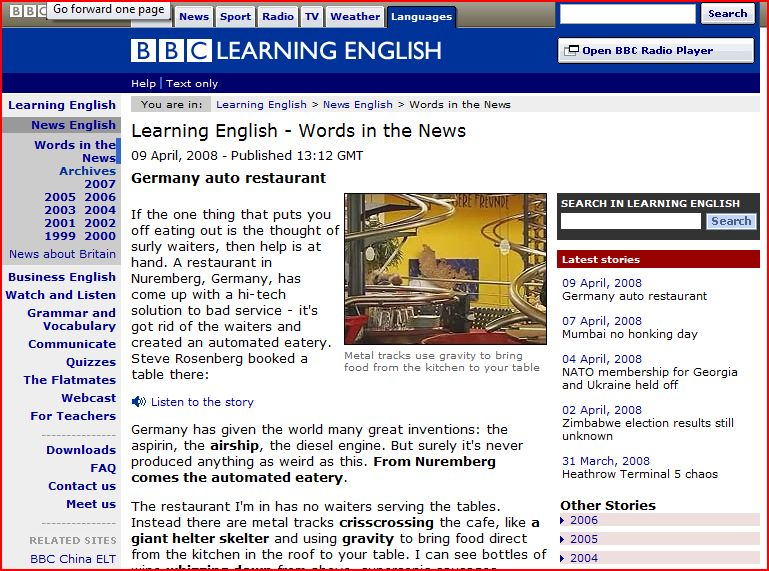 BBC
Go forward one page
News
Sport
Radio
TV
Weather
Languages
Search
BBC LEARNING ENGLISH
Open BBC Radio Player
Help | Text only
Learning English
News English
Words in the
News
Archives
2007
2005 2006
2003 2004
2001 2002
1999 2000
News about Britain
Business English
Watch and Listen
Grammar and
Vocabulary
Communicate
Quizzes
The Flatmates
Webcast
For Teachers
Downloads
FAQ
Contact us
Meet us
RELATED SITES
BBC China ELT
You are in: Learning English > News English > Words in the News
Learning English - Words in the News
09 April, 2008 - Published 13:12 GMT
Germany auto restaurant
If the one thing that puts you
off eating out is the thought of
surly waiters, then help is at
hand. A restaurant in
Nuremberg, Germany, has
come up with a hi-tech
solution to bad service - it's
got rid of the waiters and
created an automated eatery.
Steve Rosenberg booked a
table there:
FREUNDE
Metal tracks use gravity to bring
food from the kitchen to your table
Listen to the story
Germany has given the world many great inventions: the
aspirin, the airship, the diesel engine. But surely it's never
produced anything as weird as this. From Nuremberg
comes the automated eatery.
The restaurant I'm in has no waiters serving the tables.
Instead there are metal tracks crisscrossing the cafe, like a
giant helter skelter and using gravity to bring food direct
from the kitchen in the roof to your table. I can see bottles of
wine whizzing down from above, supersonic sausages
SEARCH IN LEARNING ENGLISH
Search
Latest stories
09 April, 2008
Germany auto restaurant
07 April, 2008
Mumbai no honking day
04 April, 2008
NATO membership for Georgia
and Ukraine held off
02 April, 2008
Zimbabwe election results still
unknown
31 March, 2008
Heathrow Terminal 5 chaos
Other Stories
2006
2005
2004